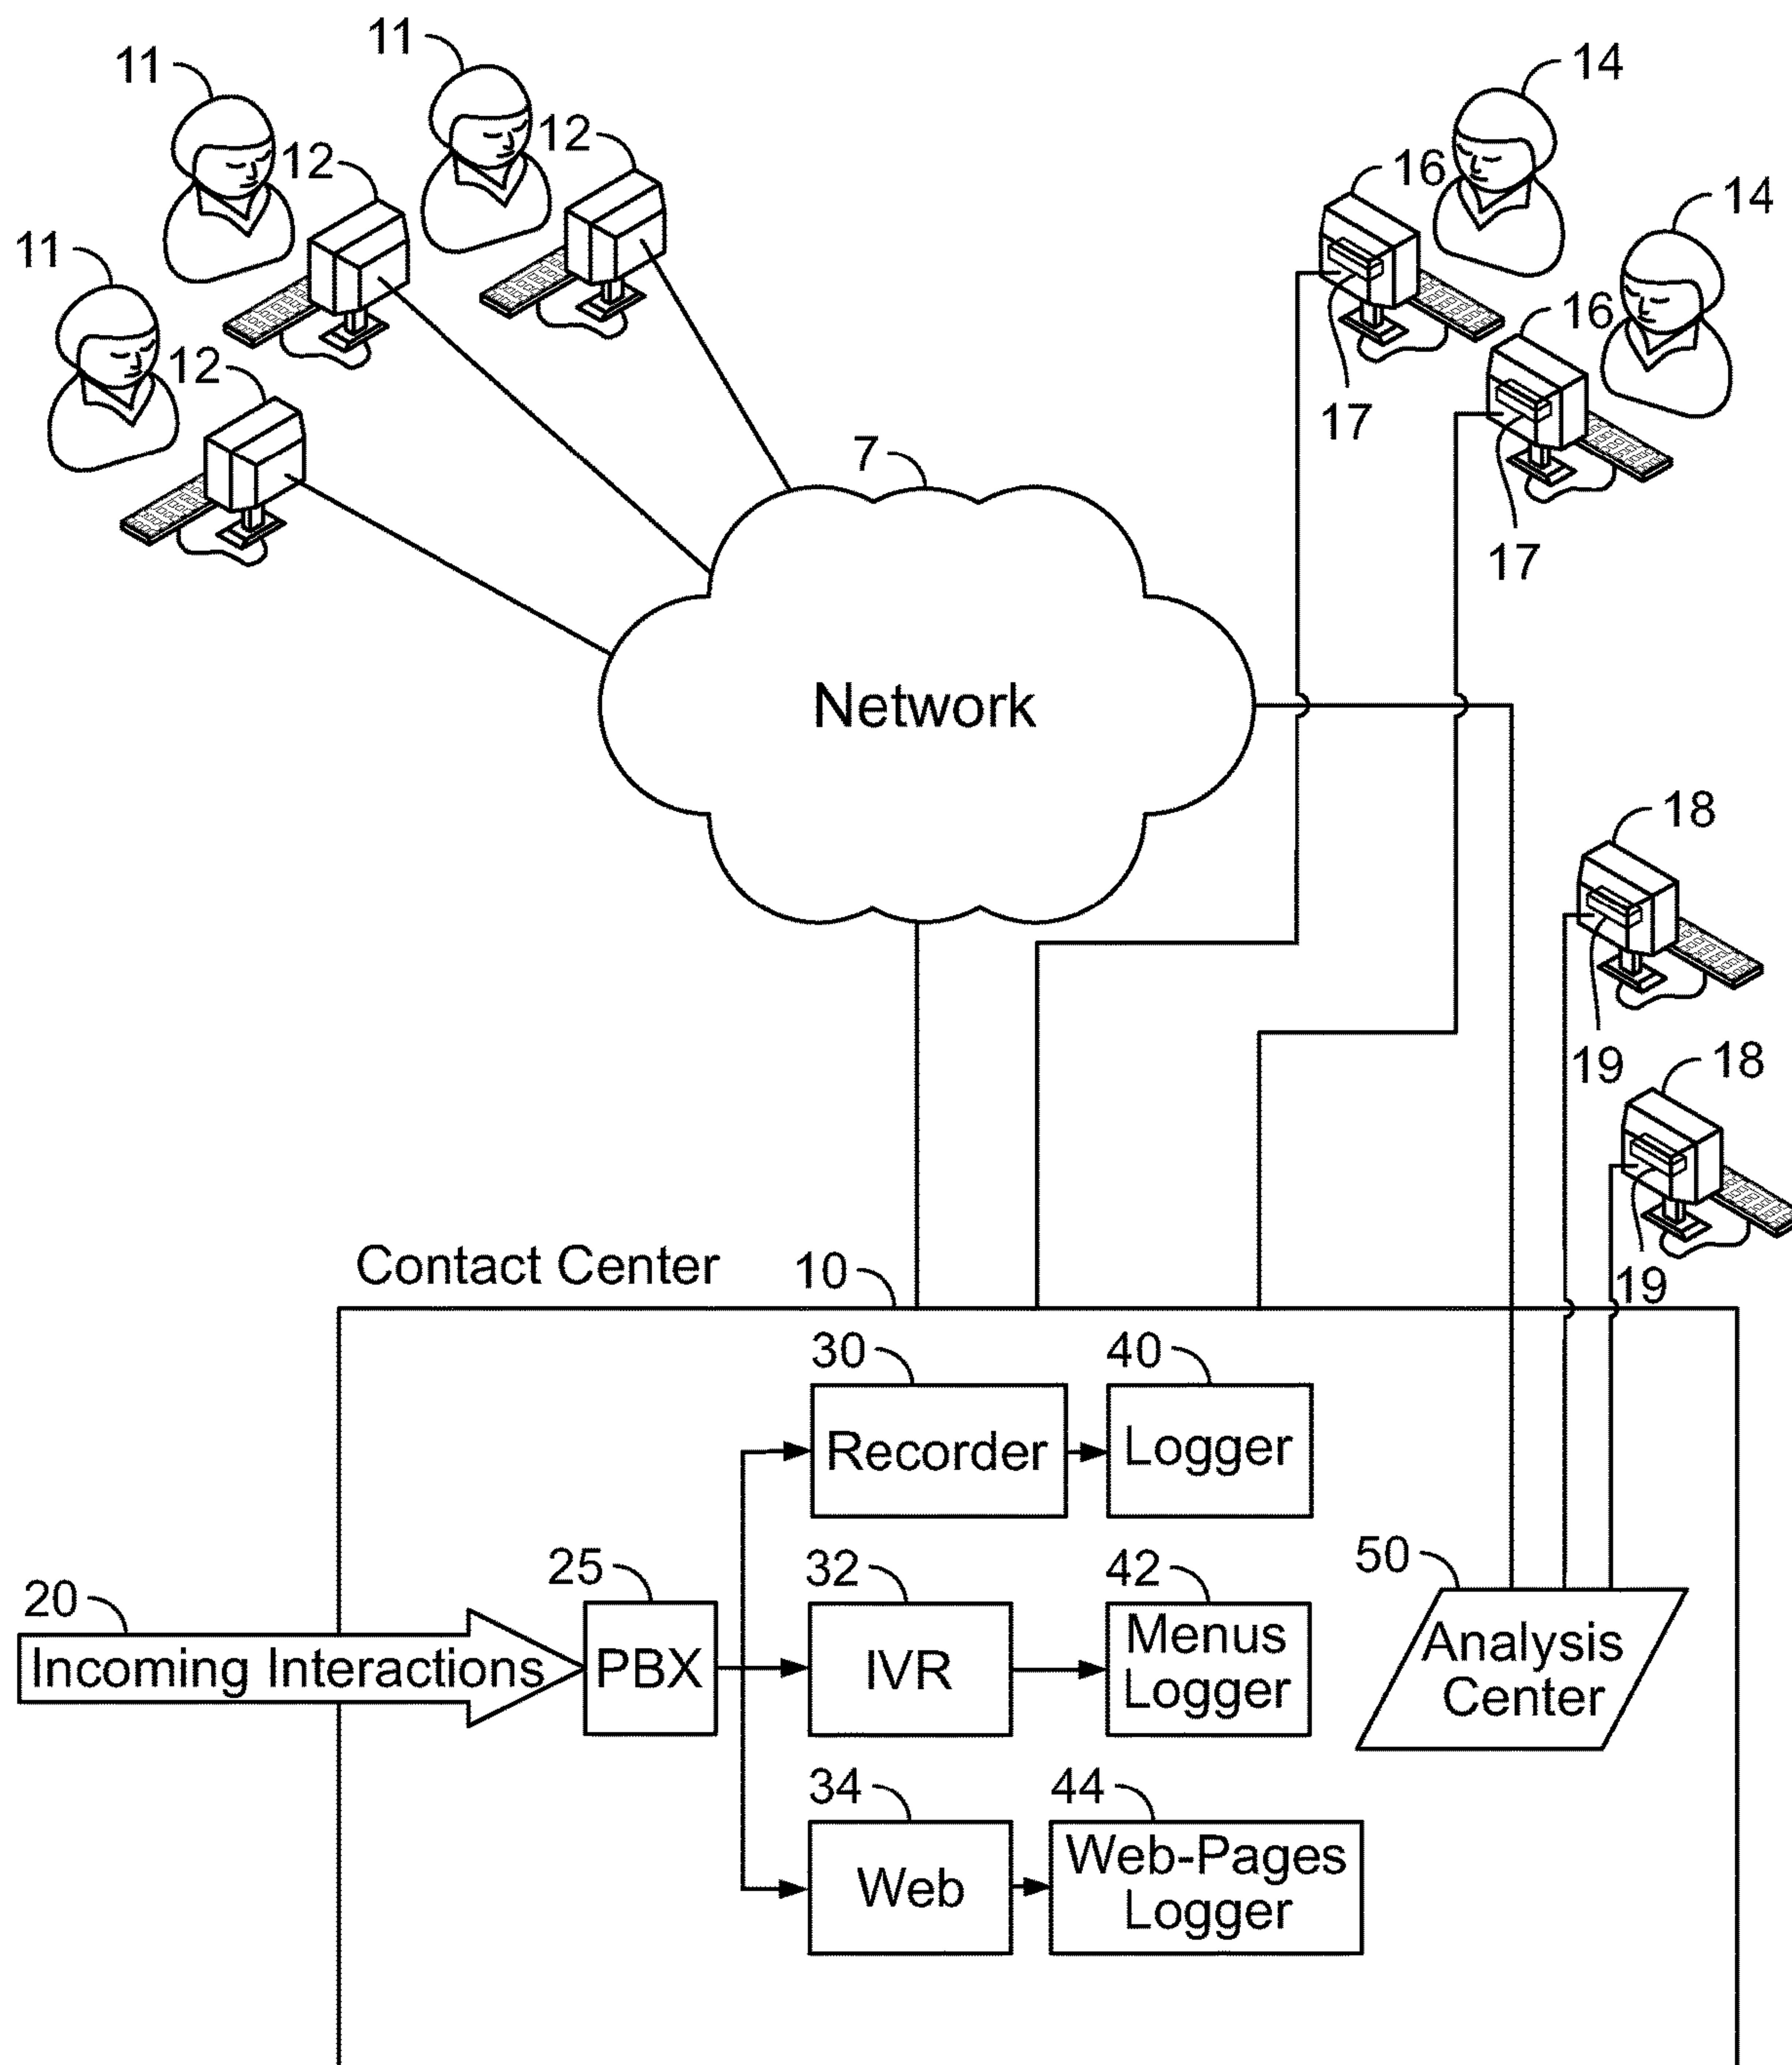 11
11
14
12
12
16
14
11
16
12
17
7
17
Network
18
19
18
Contact Center
10
19
30
40
Recorder
Logger
25
32
42
50
20
Incoming Interactions
PBX
IVR
Menus
Logger
Analysis
Center
34
44
Web
Web-Pages
Logger